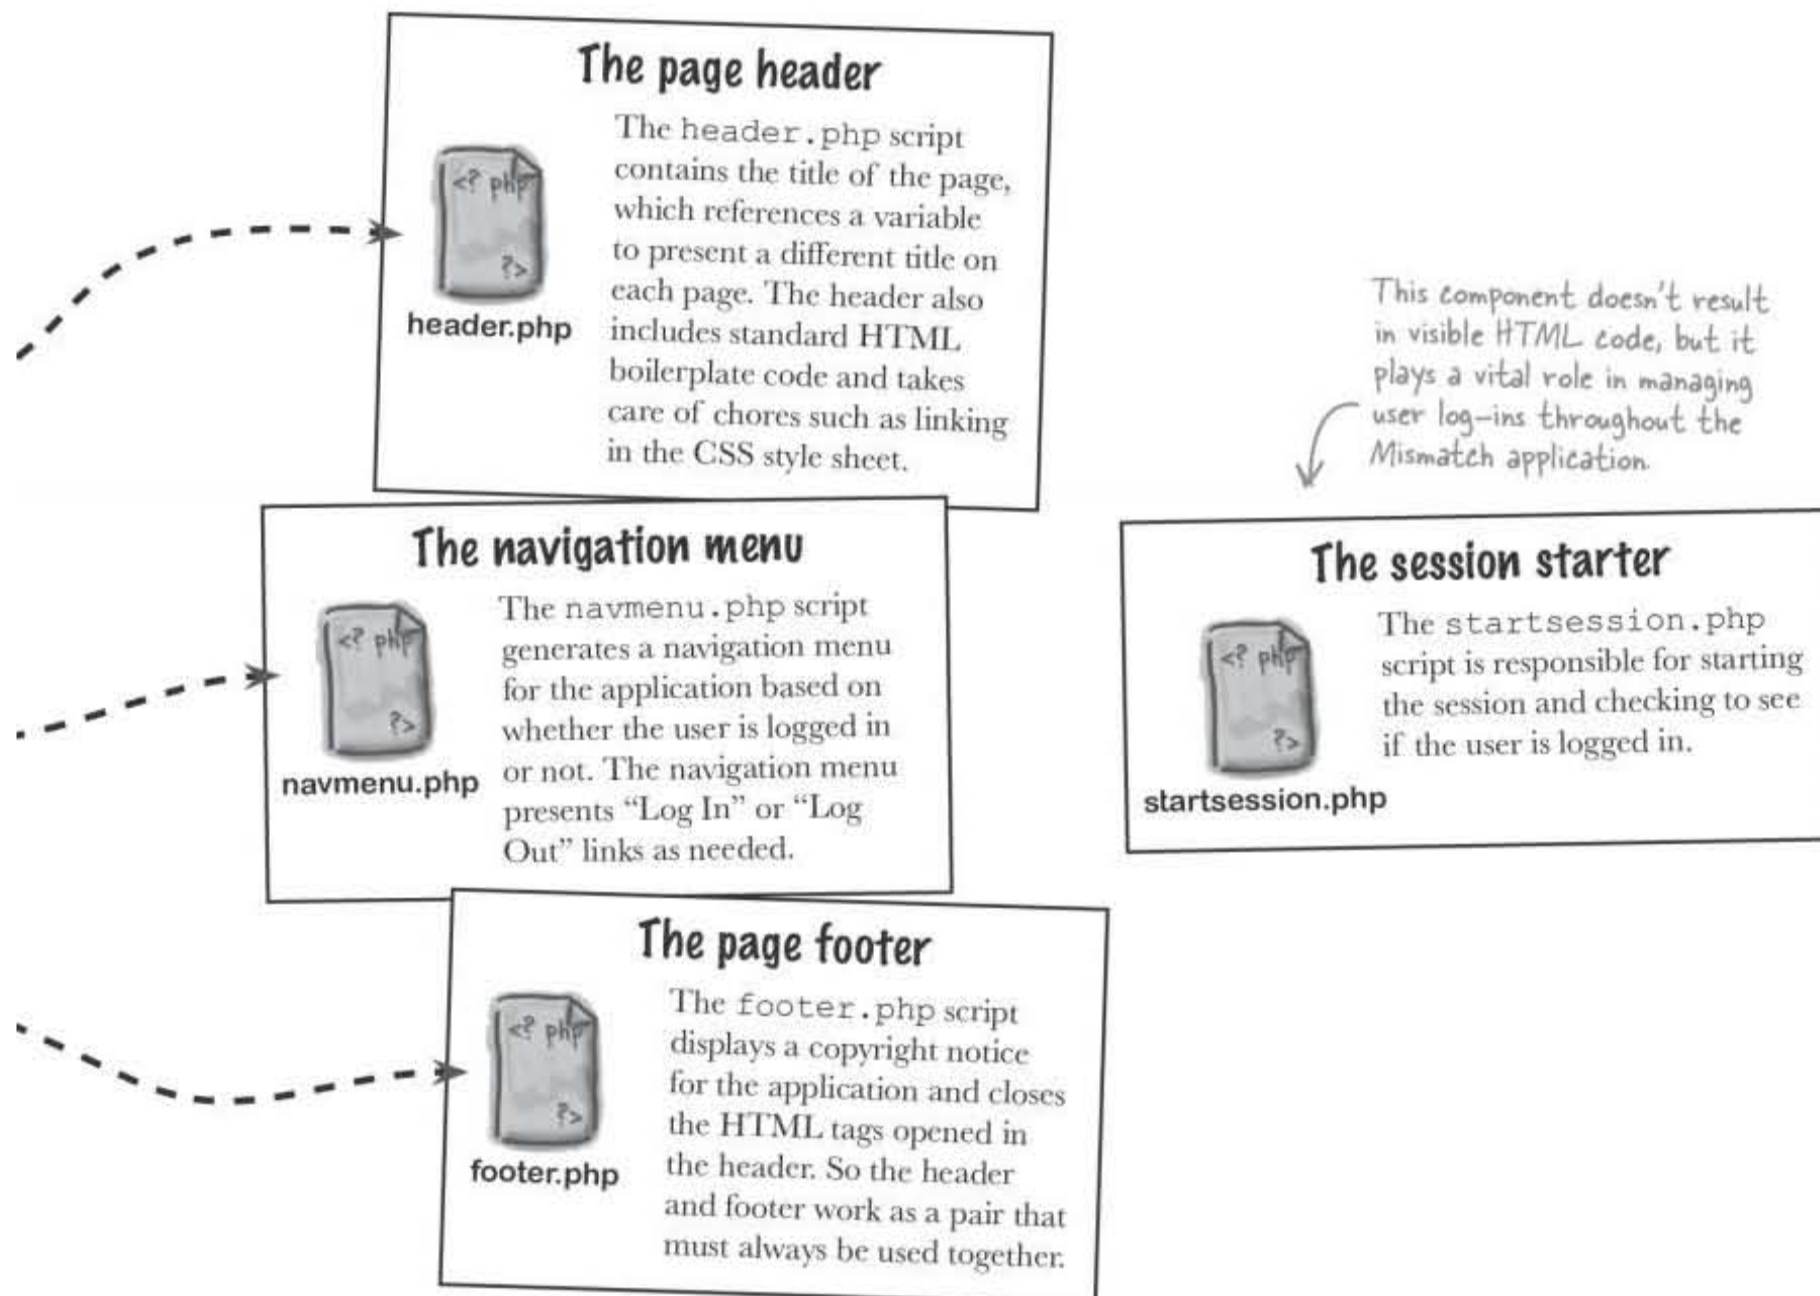 The page header
<? php
?>
header.php
The header.php script
contains the title of the page,
which references a variable
to present a different title on
each page. The header also
includes standard HTML
boilerplate code and takes
care of chores such as linking
in the CSS style sheet.
This component doesn't result
in visible HTML code, but it
plays a vital role in managing
user log-ins throughout the
Mismatch application.
The navigation menu
<? php
?>
navmenu.php
The navmenu.php script
generates a navigation menu
for the application based on
whether the user is logged in
or not. The navigation menu
presents “Log In” or “Log
Out” links as needed.
The session starter
<? php
?>
startsession.php
The startsession.php
script is responsible for starting
the session and checking to see
if the user is logged in.
The page footer
<? php
?>
footer.php
The footer.php script
displays a copyright notice
for the application and closes
the HTML tags opened in
the header. So the header
and footer work as a pair that
must always be used together.